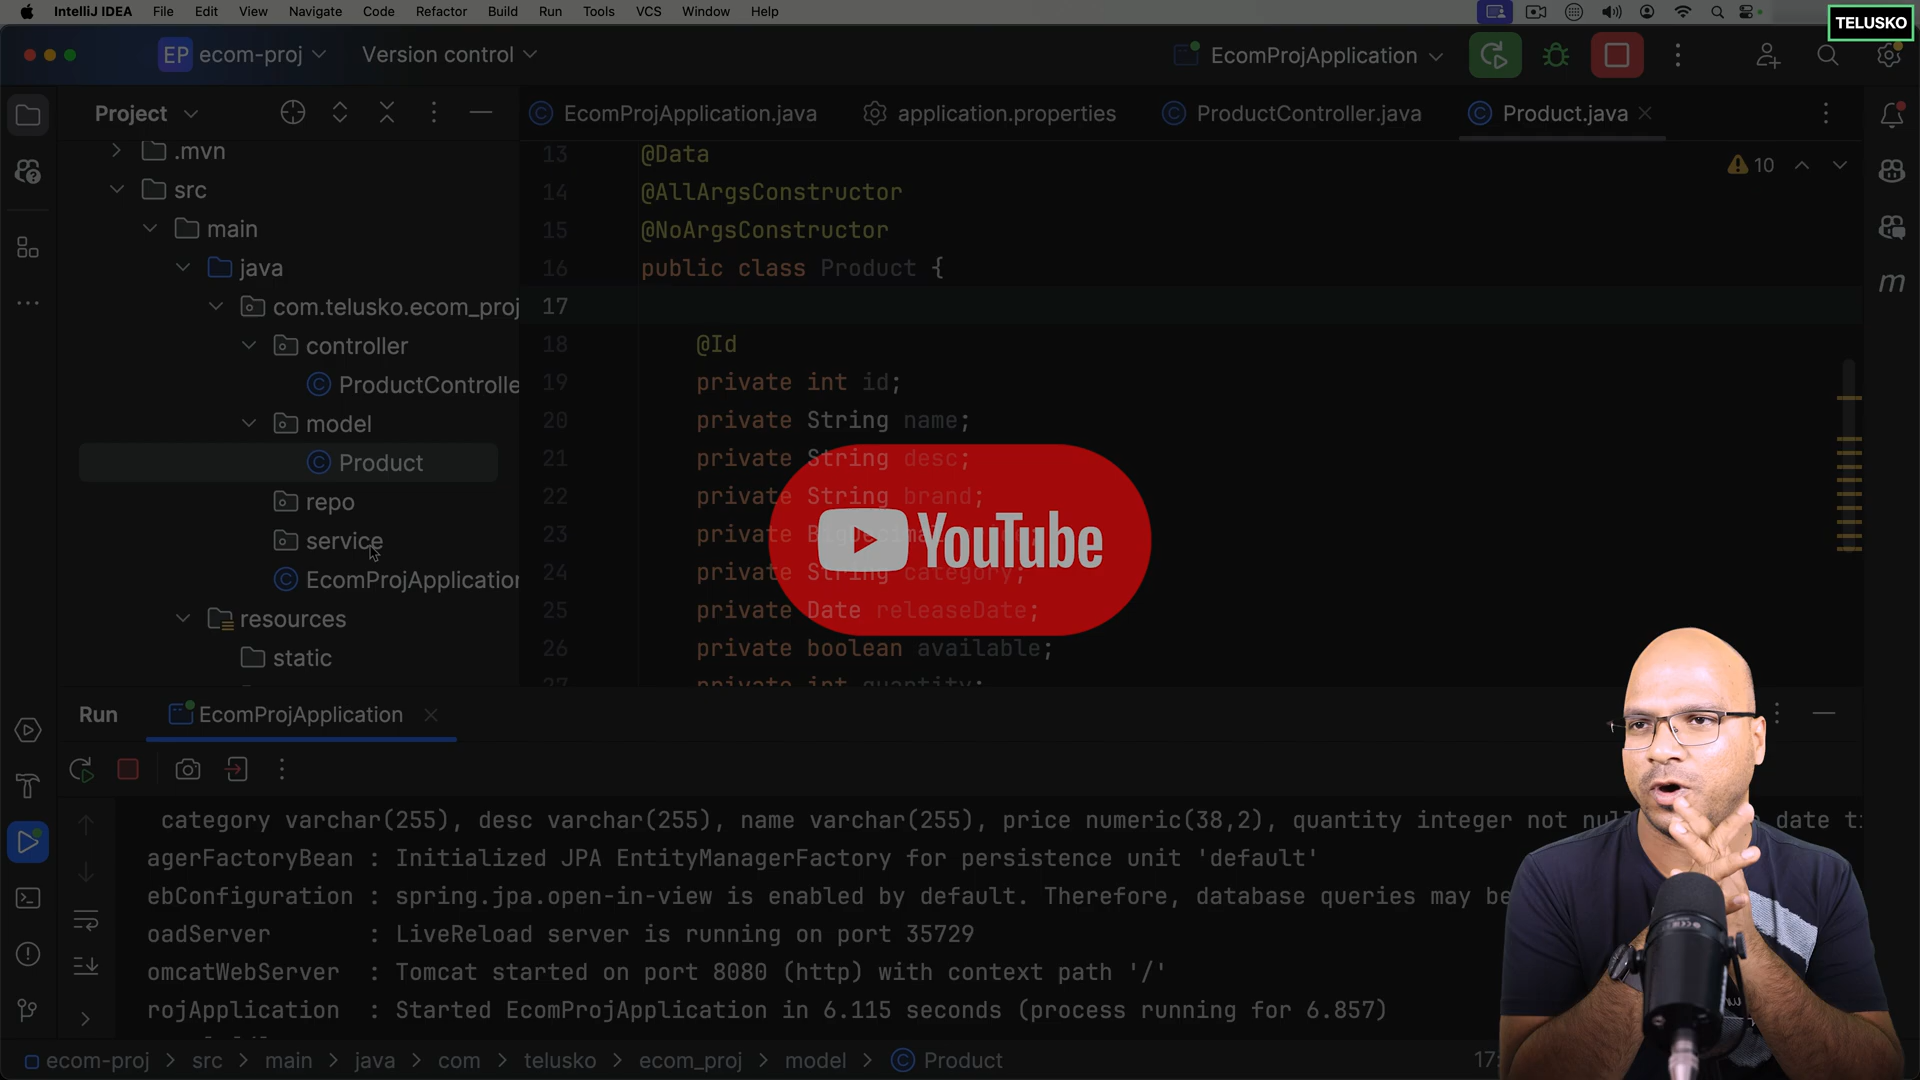 IntelliJ IDEA File Edit View Navigate Code Refactor Build Run Tools VCS Window Help
TELUSKO
EP ecom-proj Version control EcomProjApplication
Project
EcomProjApplication.java application.properties ProductController.java Product.java
.mvn
src
main
java
com.telusko.ecom_proj
controller
ProductControlle
model
Product
repo
service
EcomProjApplication
resources
static
10
13 @Data
14 @AllArgsConstructor
15 @NoArgsConstructor
16 public class Product {
17
18 @Id
19 private int id;
20 private String name;
21 private String desc;
22 private String brand;
23 private
24 private String category;
25 private Date releaseDate;
26 private boolean available;
27 private int quantity;
YouTube
Run EcomProjApplication
category varchar(255), desc varchar(255), name varchar(255), price numeric(38,2), quantity integer not nul date ti
agerFactoryBean : Initialized JPA EntityManagerFactory for persistence unit 'default'
ebConfiguration : spring.jpa.open-in-view is enabled by default. Therefore, database queries may be
oadServer : LiveReload server is running on port 35729
omcatWebServer : Tomcat started on port 8080 (http) with context path '/'
rojApplication : Started EcomProjApplication in 6.115 seconds (process running for 6.857)
ecom-proj > src > main > java > com > telusko > ecom_proj > model > Product
17: